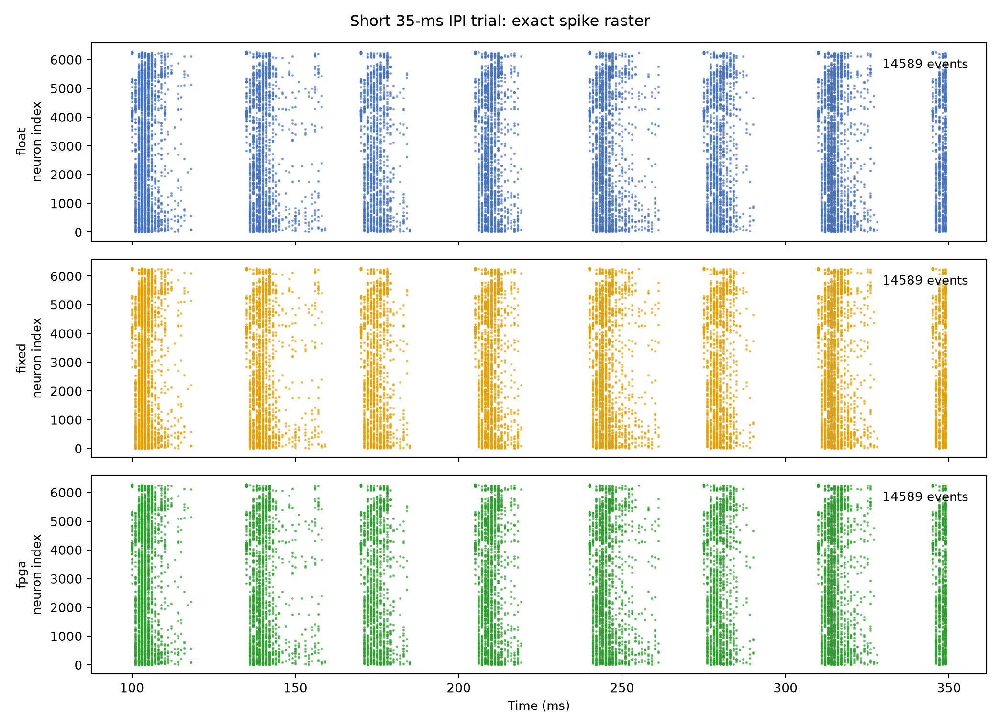 Short 35-ms IPI trial: exact spike raster
float
neuron index
6000
5000
4000
3000
2000
1000
0
14589 events
fixed
neuron index
6000
5000
4000
3000
2000
1000
0
14589 events
fpga
neuron index
6000
5000
4000
3000
2000
1000
0
14589 events
100 150 200 250 300 350
Time (ms)